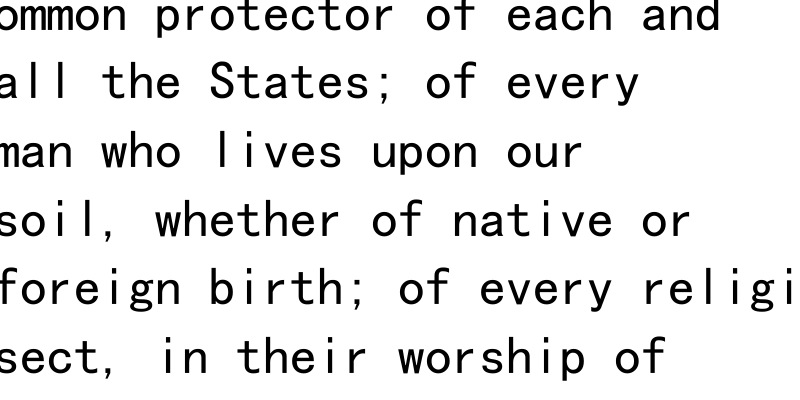 ommon protector of each and
all the States; of every
man who lives upon our
soil, whether of native or
foreign birth; of every religi
sect, in their worship of